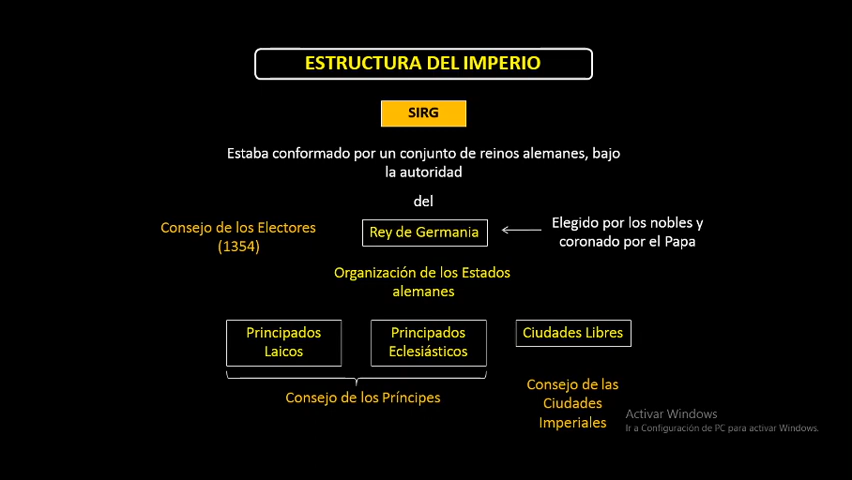 ESTRUCTURA DEL IMPERIO
SIRG
Estaba conformado por un conjunto de reinos alemanes, bajo
la autoridad
del
Consejo de los Electores
(1354)
Rey de Germania
Elegido por los nobles y
coronado por el Papa
Organización de los Estados
alemanes
Principados
Laicos
Principados
Eclesiásticos
Ciudades Libres
Consejo de los Príncipes
Consejo de las
Ciudades
Imperiales
Activar Windows
Ir a Configuración de PC para activar Windows.